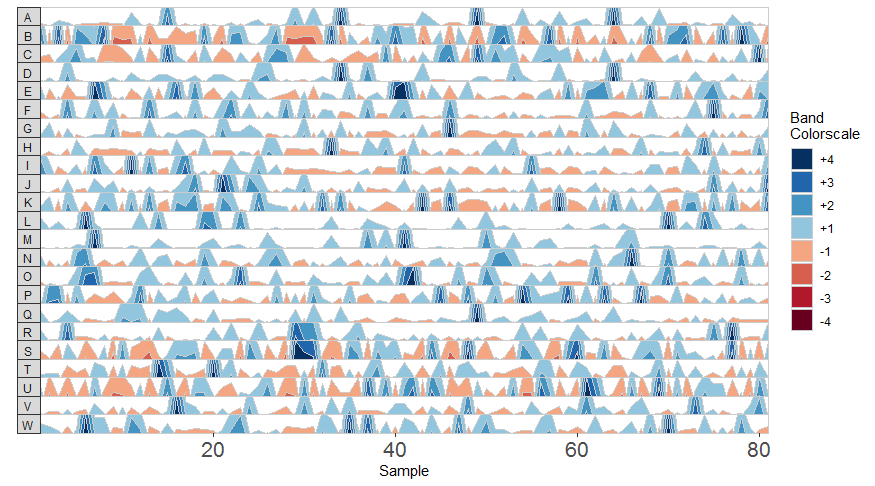 A
B
C
D
E
F
G
H
I
J
K
L
M
N
O
P
Q
R
S
T
U
V
W
20 40 60 80
Sample
Band
Colorscale
+4
+3
+2
+1
-1
-2
-3
-4